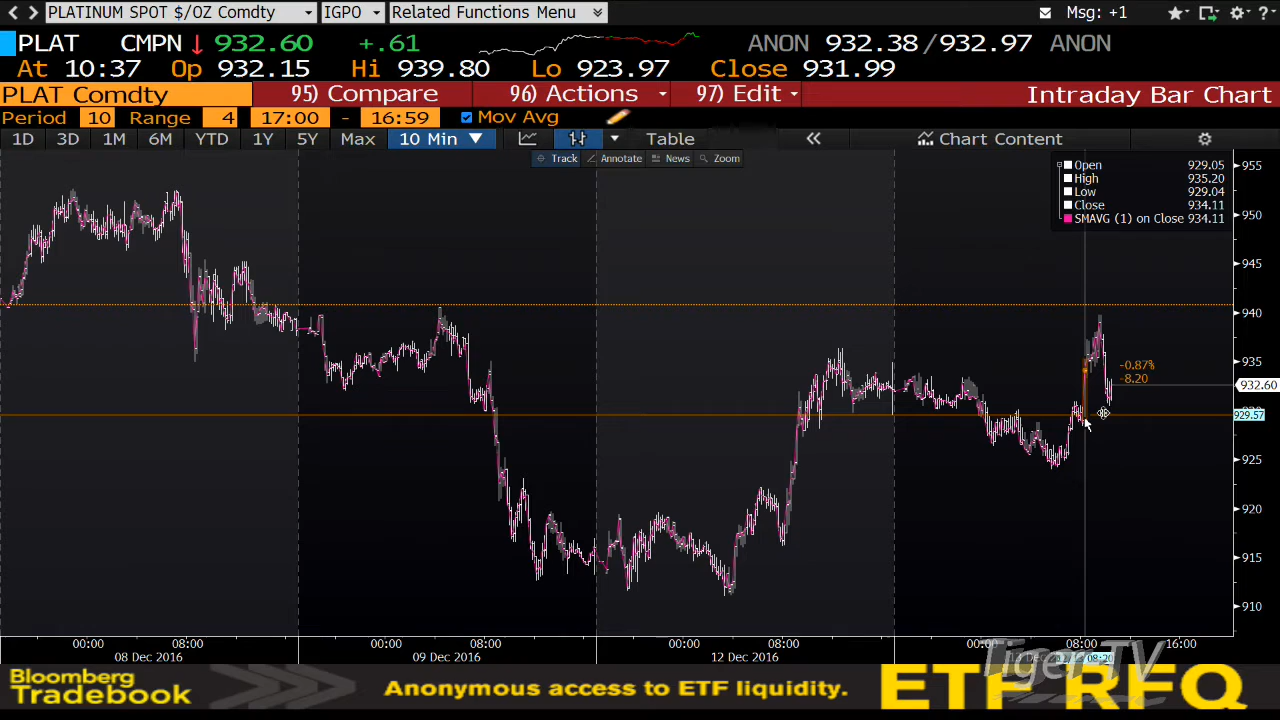 PLATINUM SPOT $/OZ Comdty IGPO Related Functions Menu Msg: +1
PLAT CMPN 932.60 +.61 ANON 932.38/932.97 ANON
At 10:37 Op 932.15 Hi 939.80 Lo 923.97 Close 931.99
PLAT Comdty 95) Compare 96) Actions 97) Edit Intraday Bar Chart
Period 10 Range 4 17:00 - 16:59 Mov Avg
1D 3D 1M 6M YTD 1Y 5Y Max 10 Min Table Chart Content
Track Annotate News Zoom
Open 929.05
High 935.20
Low 929.04
Close 934.11
SMAVG (1) on Close 934.11
955
950
945
940
935
-0.87%
-8.20
932.60
929.57
925
920
915
910
00:00 08:00 00:00 08:00 00:00 08:00 00:00 08:00 16:00
08 Dec 2016 09 Dec 2016 12 Dec 2016 13 Dec 08:20
TigerTV
Bloomberg
Tradebook
Anonymous access to ETF liquidity.
ETF RFQ